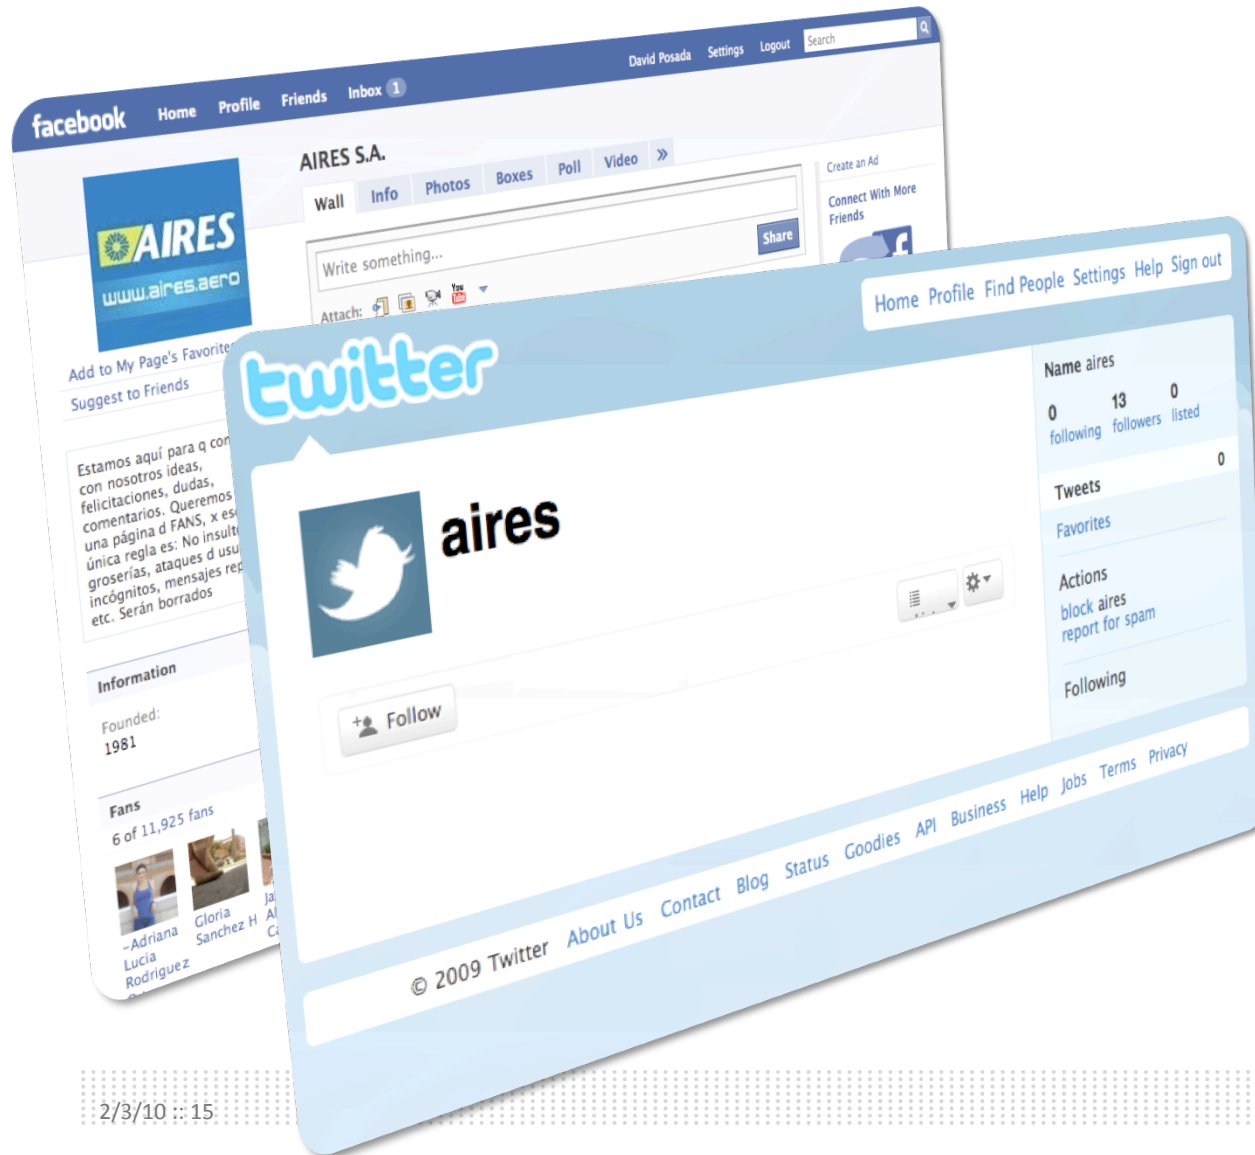 facebook Home Profile Friends Inbox 1 David Posada Settings Logout Search
AIRES
www.aires.aero
Add to My Page's Favorites
Suggest to Friends
Estamos aquí para q
con nosotros ideas,
felicitaciones, dudas,
comentarios. Queremos
una página d FANS, x
única regla es: No
groserías, ataques d
incógnitos, mensajes
etc. Serán borrados
Information
Founded:
1981
Fans
6 of 11,925 fans
~Adriana
Lucia
Rodriguez
Gloria
Sanchez H
AIRES S.A.
Wall Info Photos Boxes Poll Video »
Write something...
Share
Attach: You Tube
Create an Ad
Connect With More
Friends
twitter
Home Profile Find People Settings Help Sign out
aires
Follow
Name aires
0 13 0
following followers listed
Tweets 0
Favorites
Actions
block aires
report for spam
Following
© 2009 Twitter About Us Contact Blog Status Goodies API Business Help Jobs Terms Privacy
2/3/10 :: 15